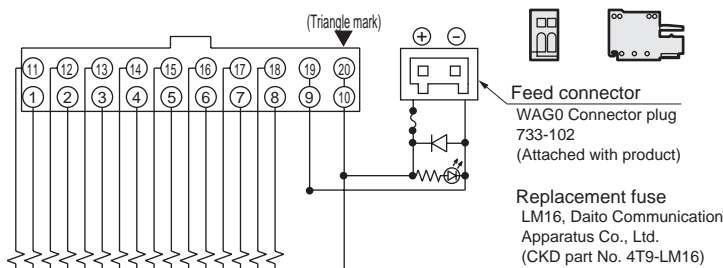 (Triangle mark)
⊕ ⊖
⑪ ⑫ ⑬ ⑭ ⑮ ⑯ ⑰ ⑱ ⑲ ⑳
① ② ③ ④ ⑤ ⑥ ⑦ ⑧ ⑨ ⑩
Feed connector
WAG0 Connector plug
733-102
(Attached with product)
Replacement fuse
LM16, Daito Communication
Apparatus Co., Ltd.
(CKD part No. 4T9-LM16)